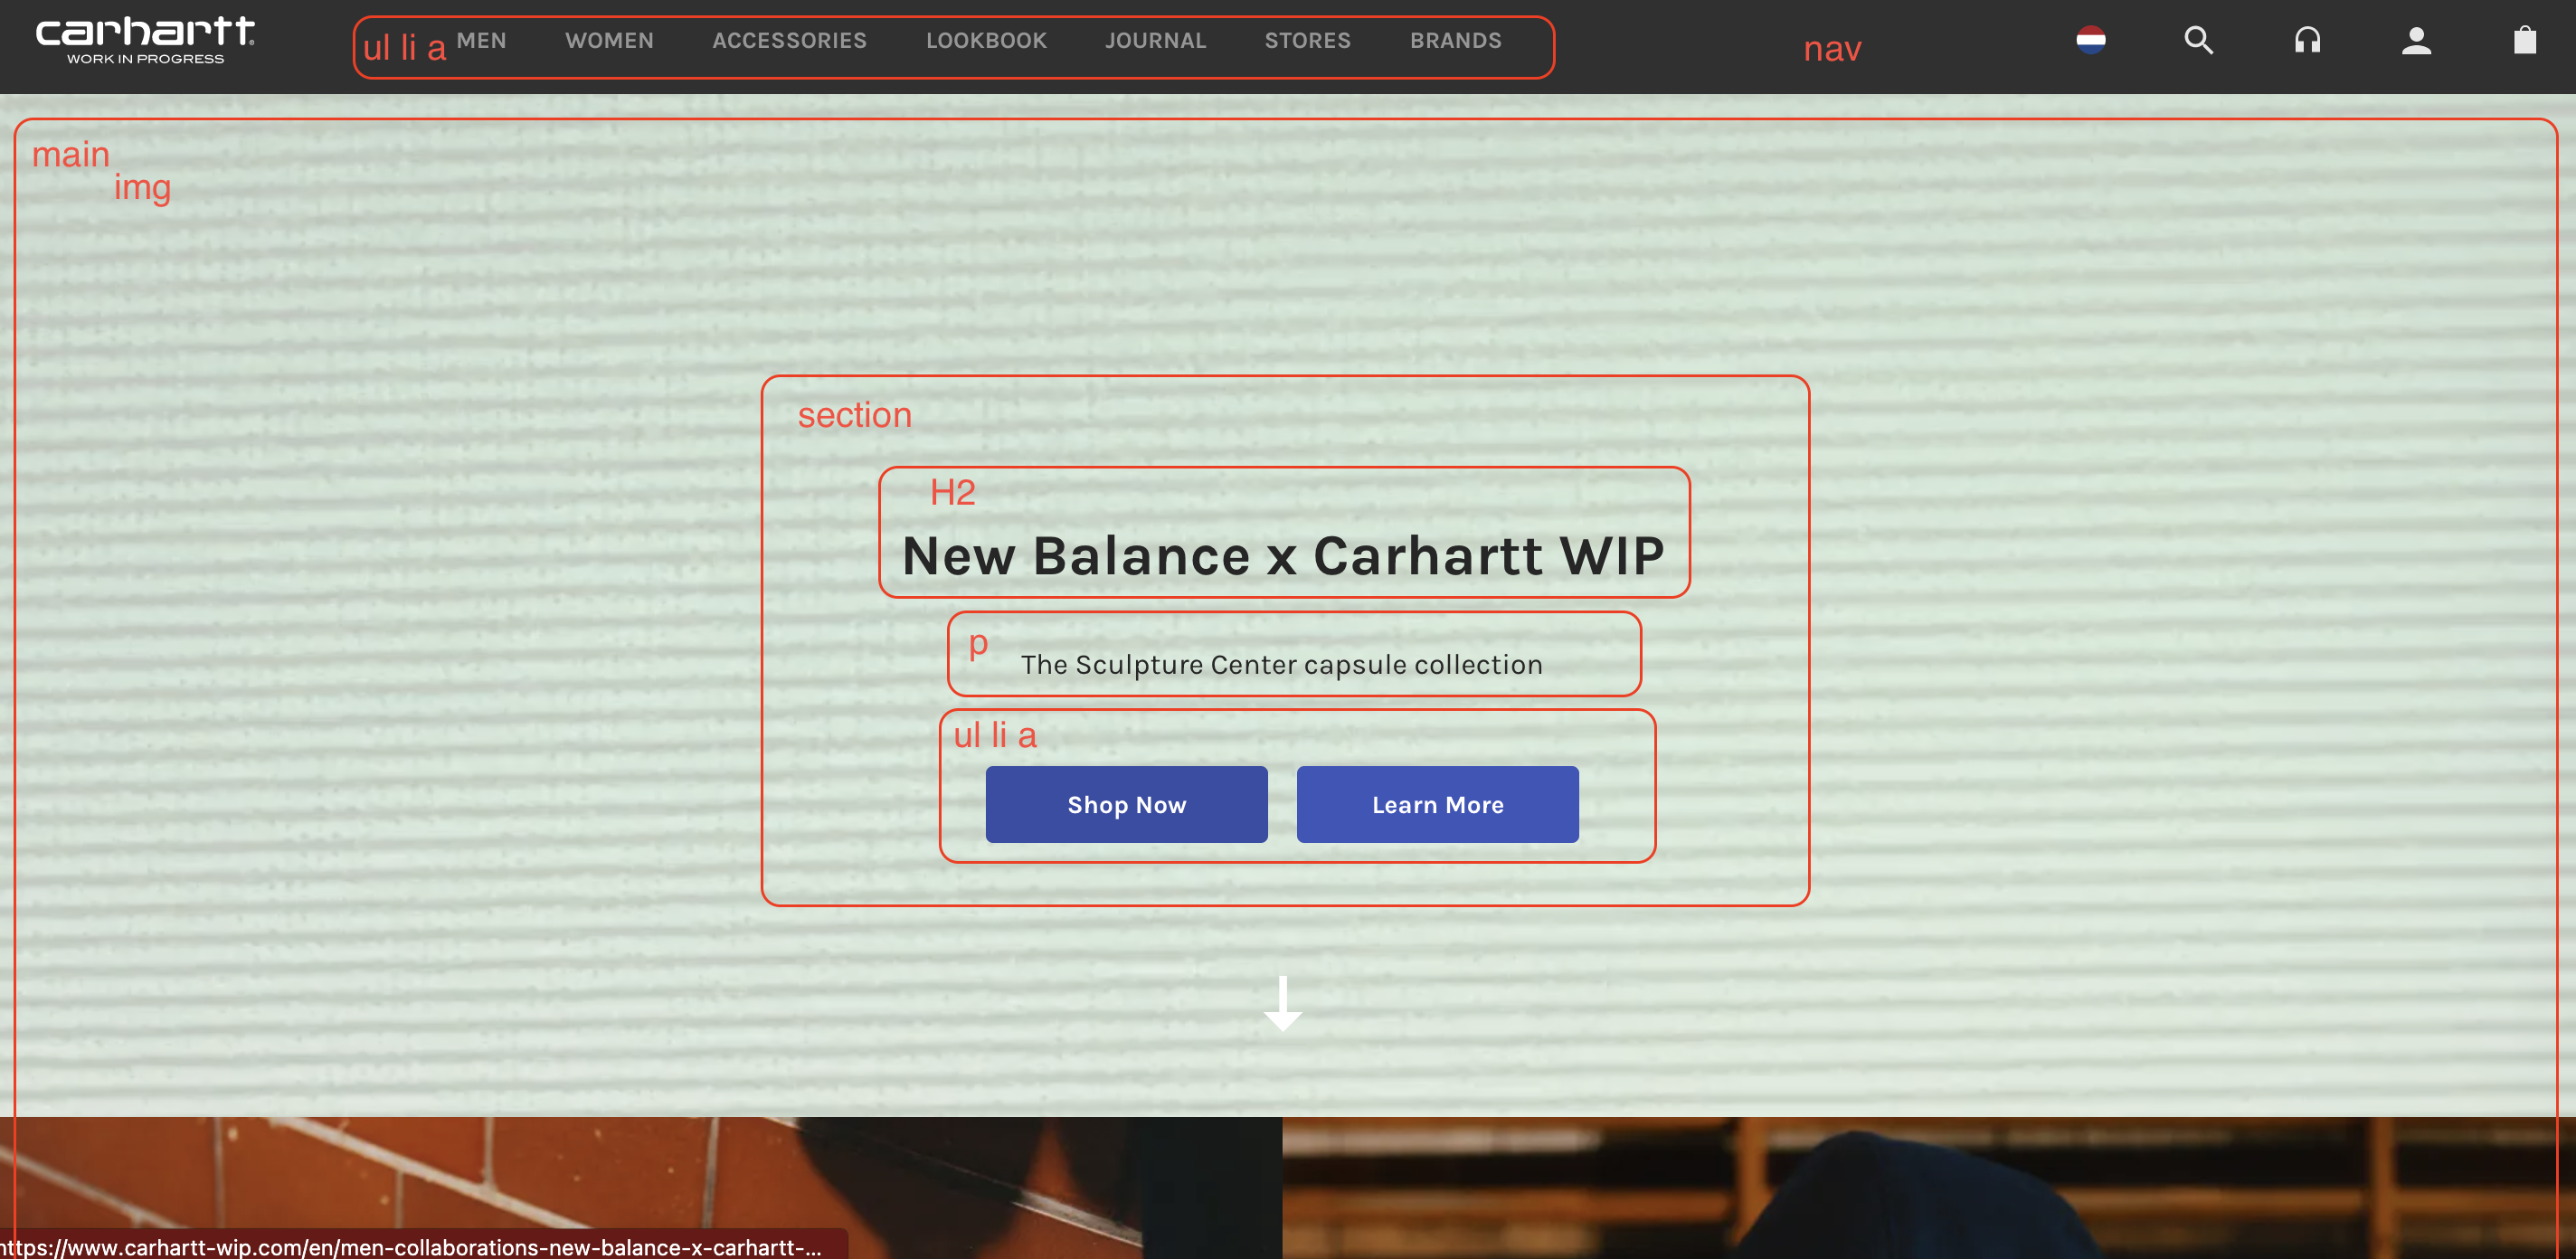 carhartt
WORK IN PROGRESS
ul li a MEN WOMEN ACCESSORIES LOOKBOOK JOURNAL STORES BRANDS nav
main
img
section
H2
New Balance x Carhartt WIP
p
The Sculpture Center capsule collection
ul li a
Shop Now Learn More
https://www.carhartt-wip.com/en/men-collaborations-new-balance-x-carhartt-...